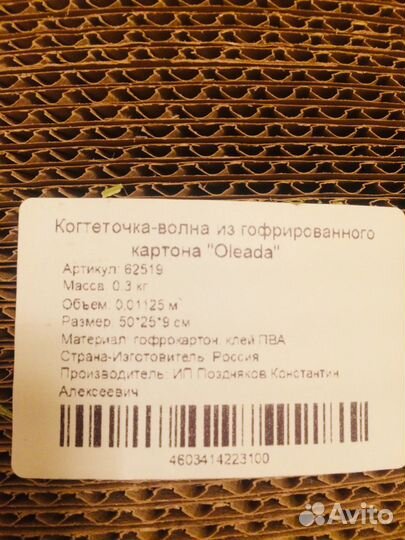 Когтеточка-волна из гофрированного
картона "Oleada"
Артикул: 62519
Масса: 0.3 кг
Объем: 0,01125 м³
Размер: 50*25*9 см
Материал: гофрокартон, клей ПВА
Страна-Изготовитель: Россия
Производитель: ИП Поздняков Константин
Алексеевич
4603414223100
Avito